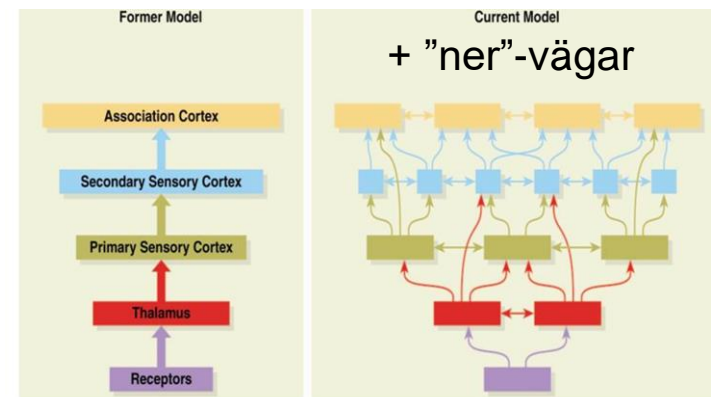 Former Model
Association Cortex
Secondary Sensory Cortex
Primary Sensory Cortex
Thalamus
Receptors
Current Model
+ ”ner”-vägar